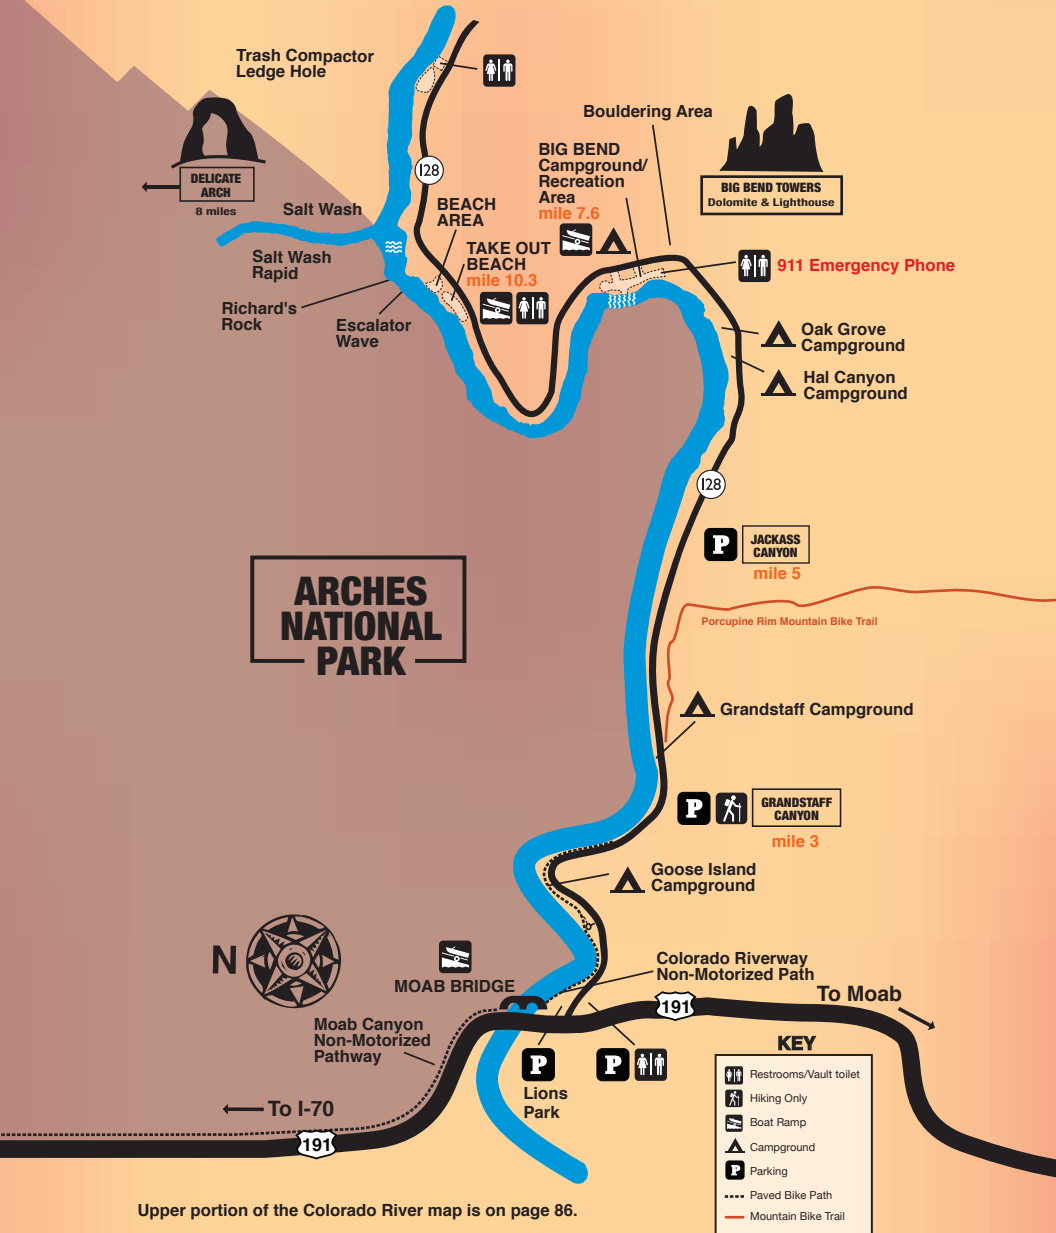 Trash Compactor
Ledge Hole
128
Bouldering Area
BIG BEND
Campground/
Recreation
Area
mile 7.6
BIG BEND TOWERS
Dolomite & Lighthouse
DELICATE
ARCH
8 miles
Salt Wash
BEACH
AREA
TAKE OUT
BEACH
mile 10.3
Salt Wash
Rapid
911 Emergency Phone
Richard's
Rock
Escalator
Wave
Oak Grove
Campground
Hal Canyon
Campground
128
P
JACKASS
CANYON
mile 5
ARCHES
NATIONAL
PARK
Porcupine Rim Mountain Bike Trail
Grandstaff Campground
P
GRANDSTAFF
CANYON
mile 3
Goose Island
Campground
N
MOAB BRIDGE
Colorado Riverway
Non-Motorized Path
191
To Moab
Moab Canyon
Non-Motorized
Pathway
P
Lions
Park
P
To I-70
191
KEY
Restrooms/Vault toilet
Hiking Only
Boat Ramp
Campground
P
Parking
Paved Bike Path
Mountain Bike Trail
Upper portion of the Colorado River map is on page 86.